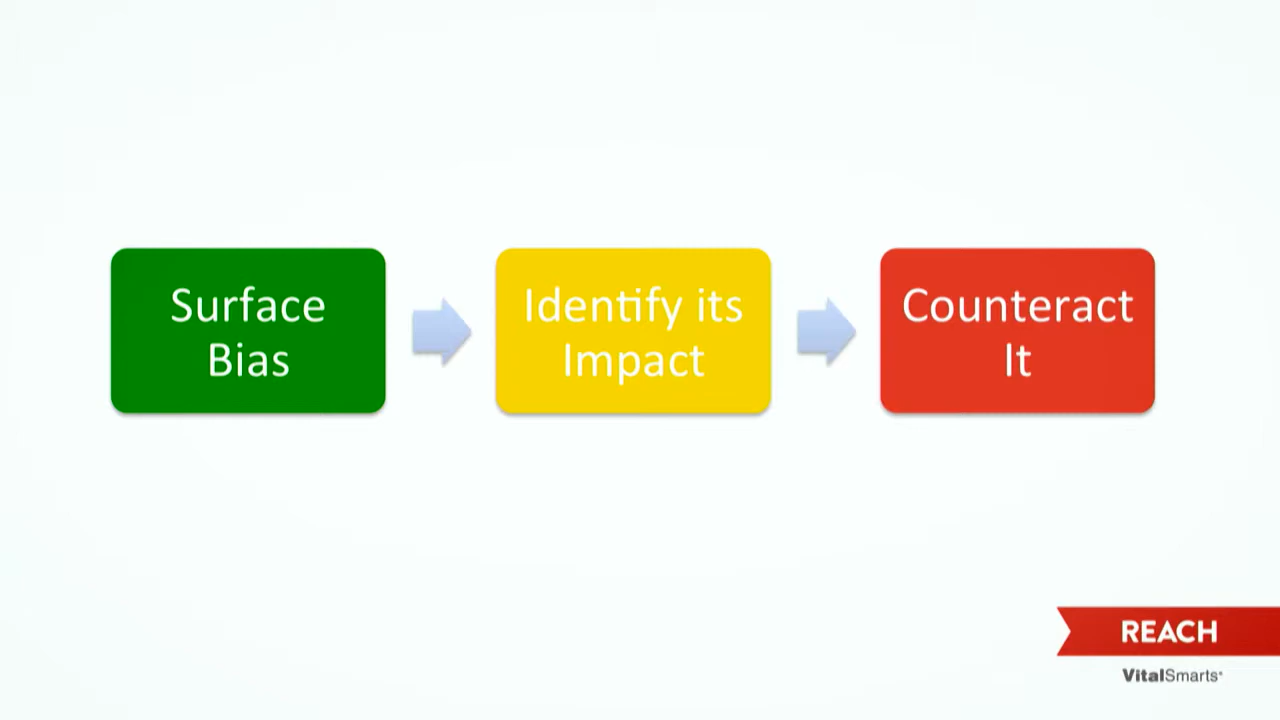 Surface
Bias
Identify its
Impact
Counteract
It
REACH
VitalSmarts